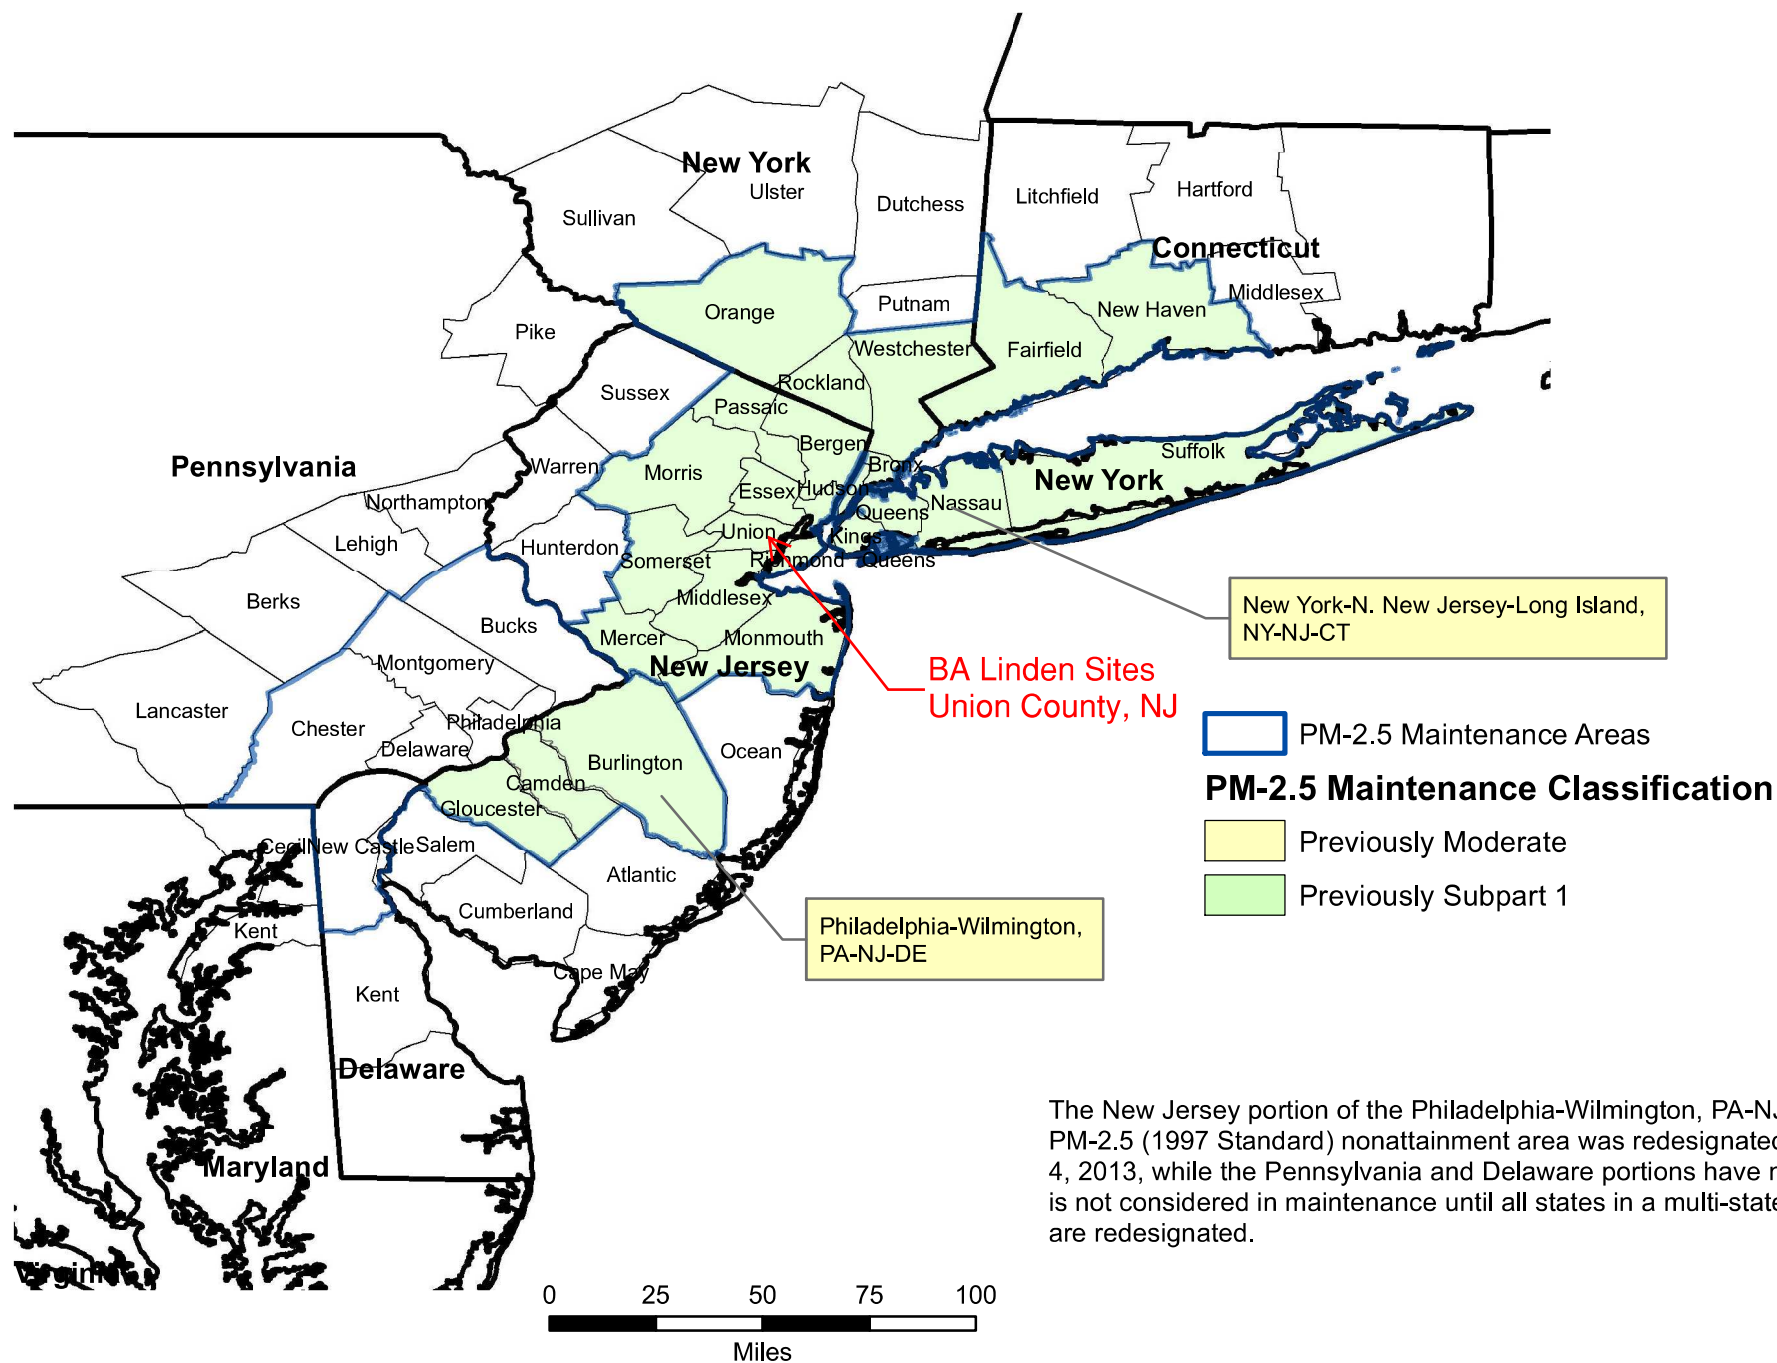 New York
Ulster
Sullivan
Dutchess
Litchfield
Hartford
Connecticut
Orange
Putnam
New Haven
Middlesex
Pike
Westchester
Fairfield
Rockland
Sussex
Passaic
Bergen
Pennsylvania
Warren
Morris
Bronx
Suffolk
New York
Northampton
Essex
Hudson
Nassau
Queens
Lehigh
Hunterdon
Union
Kings
Somerset
Richmond
Queens
Berks
Middlesex
Bucks
Mercer
Monmouth
New York-N. New Jersey-Long Island,
NY-NJ-CT
New Jersey
Montgomery
BA Linden Sites
Union County, NJ
Lancaster
Chester
Philadelphia
Delaware
Ocean
Burlington
Camden
Gloucester
PM-2.5 Maintenance Areas
PM-2.5 Maintenance Classification
Previously Moderate
Previously Subpart 1
Cecil
New Castle
Salem
Atlantic
Cumberland
Kent
Philadelphia-Wilmington,
PA-NJ-DE
Cape May
Kent
Delaware
Maryland
Virginia
The New Jersey portion of the Philadelphia-Wilmington, PA-NJ
PM-2.5 (1997 Standard) nonattainment area was redesignated
4, 2013, while the Pennsylvania and Delaware portions have
is not considered in maintenance until all states in a multi-state
are redesignated.
0 25 50 75 100
Miles